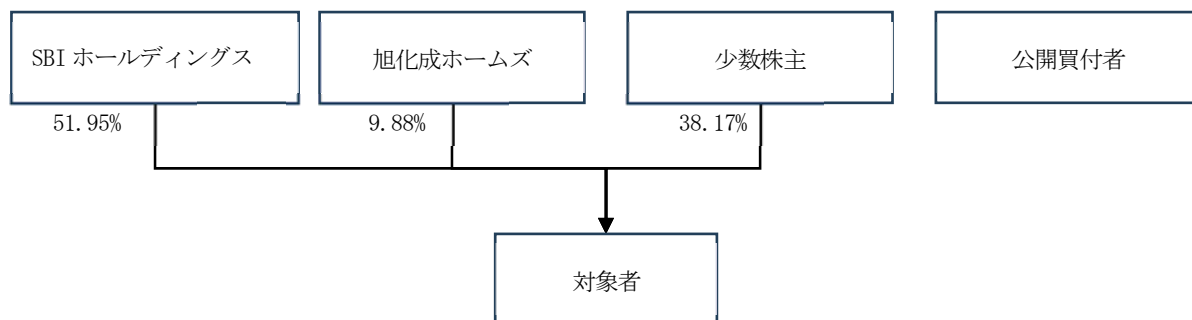 SBI ホールディングス
旭化成ホームズ
少数株主
公開買付者
51.95%
9.88%
38.17%
対象者